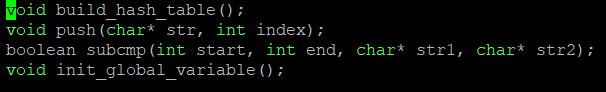 void build_hash_table();
void push(char* str, int index);
boolean subcmp(int start, int end, char* str1, char* str2);
void init_global_variable();